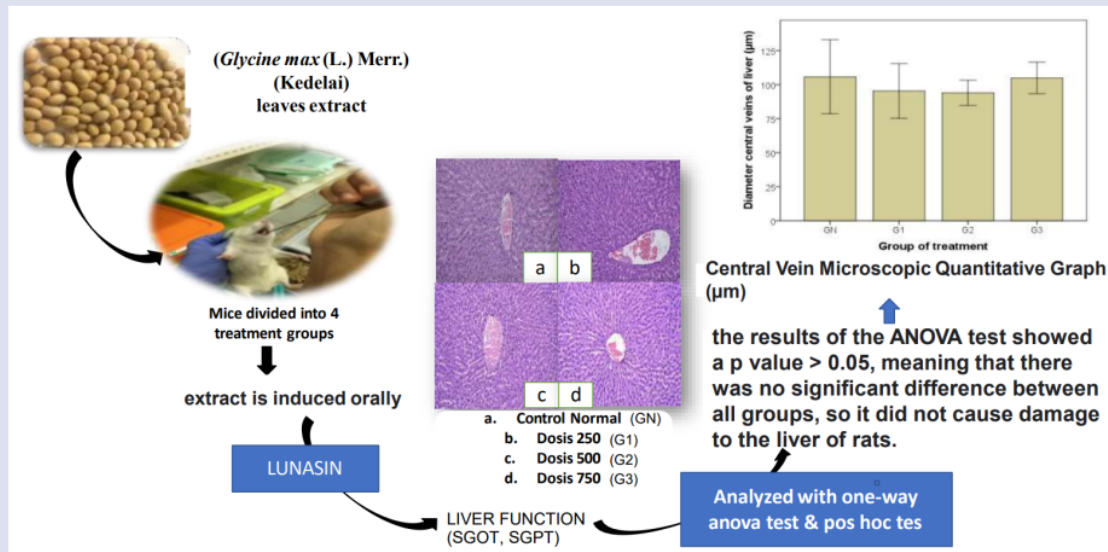 (Glycine max (L.) Merr.)
(Kedelai)
leaves extract
Mice divided into 4
treatment groups
extract is induced orally
LUNASIN
LIVER FUNCTION
(SGOT, SGPT)
a b
c d
a. Control Normal (GN)
b. Dosis 250 (G1)
c. Dosis 500 (G2)
d. Dosis 750 (G3)
Analyzed with one-way
anova test & pos hoc tes
the results of the ANOVA test showed
a p value > 0.05, meaning that there
was no significant difference between
all groups, so it did not cause damage
to the liver of rats.
Diameter central veins of liver (µm)
125
100
75
50
25
0
GN G1 G2 G3
Group of treatment
Central Vein Microscopic Quantitative Graph
(µm)